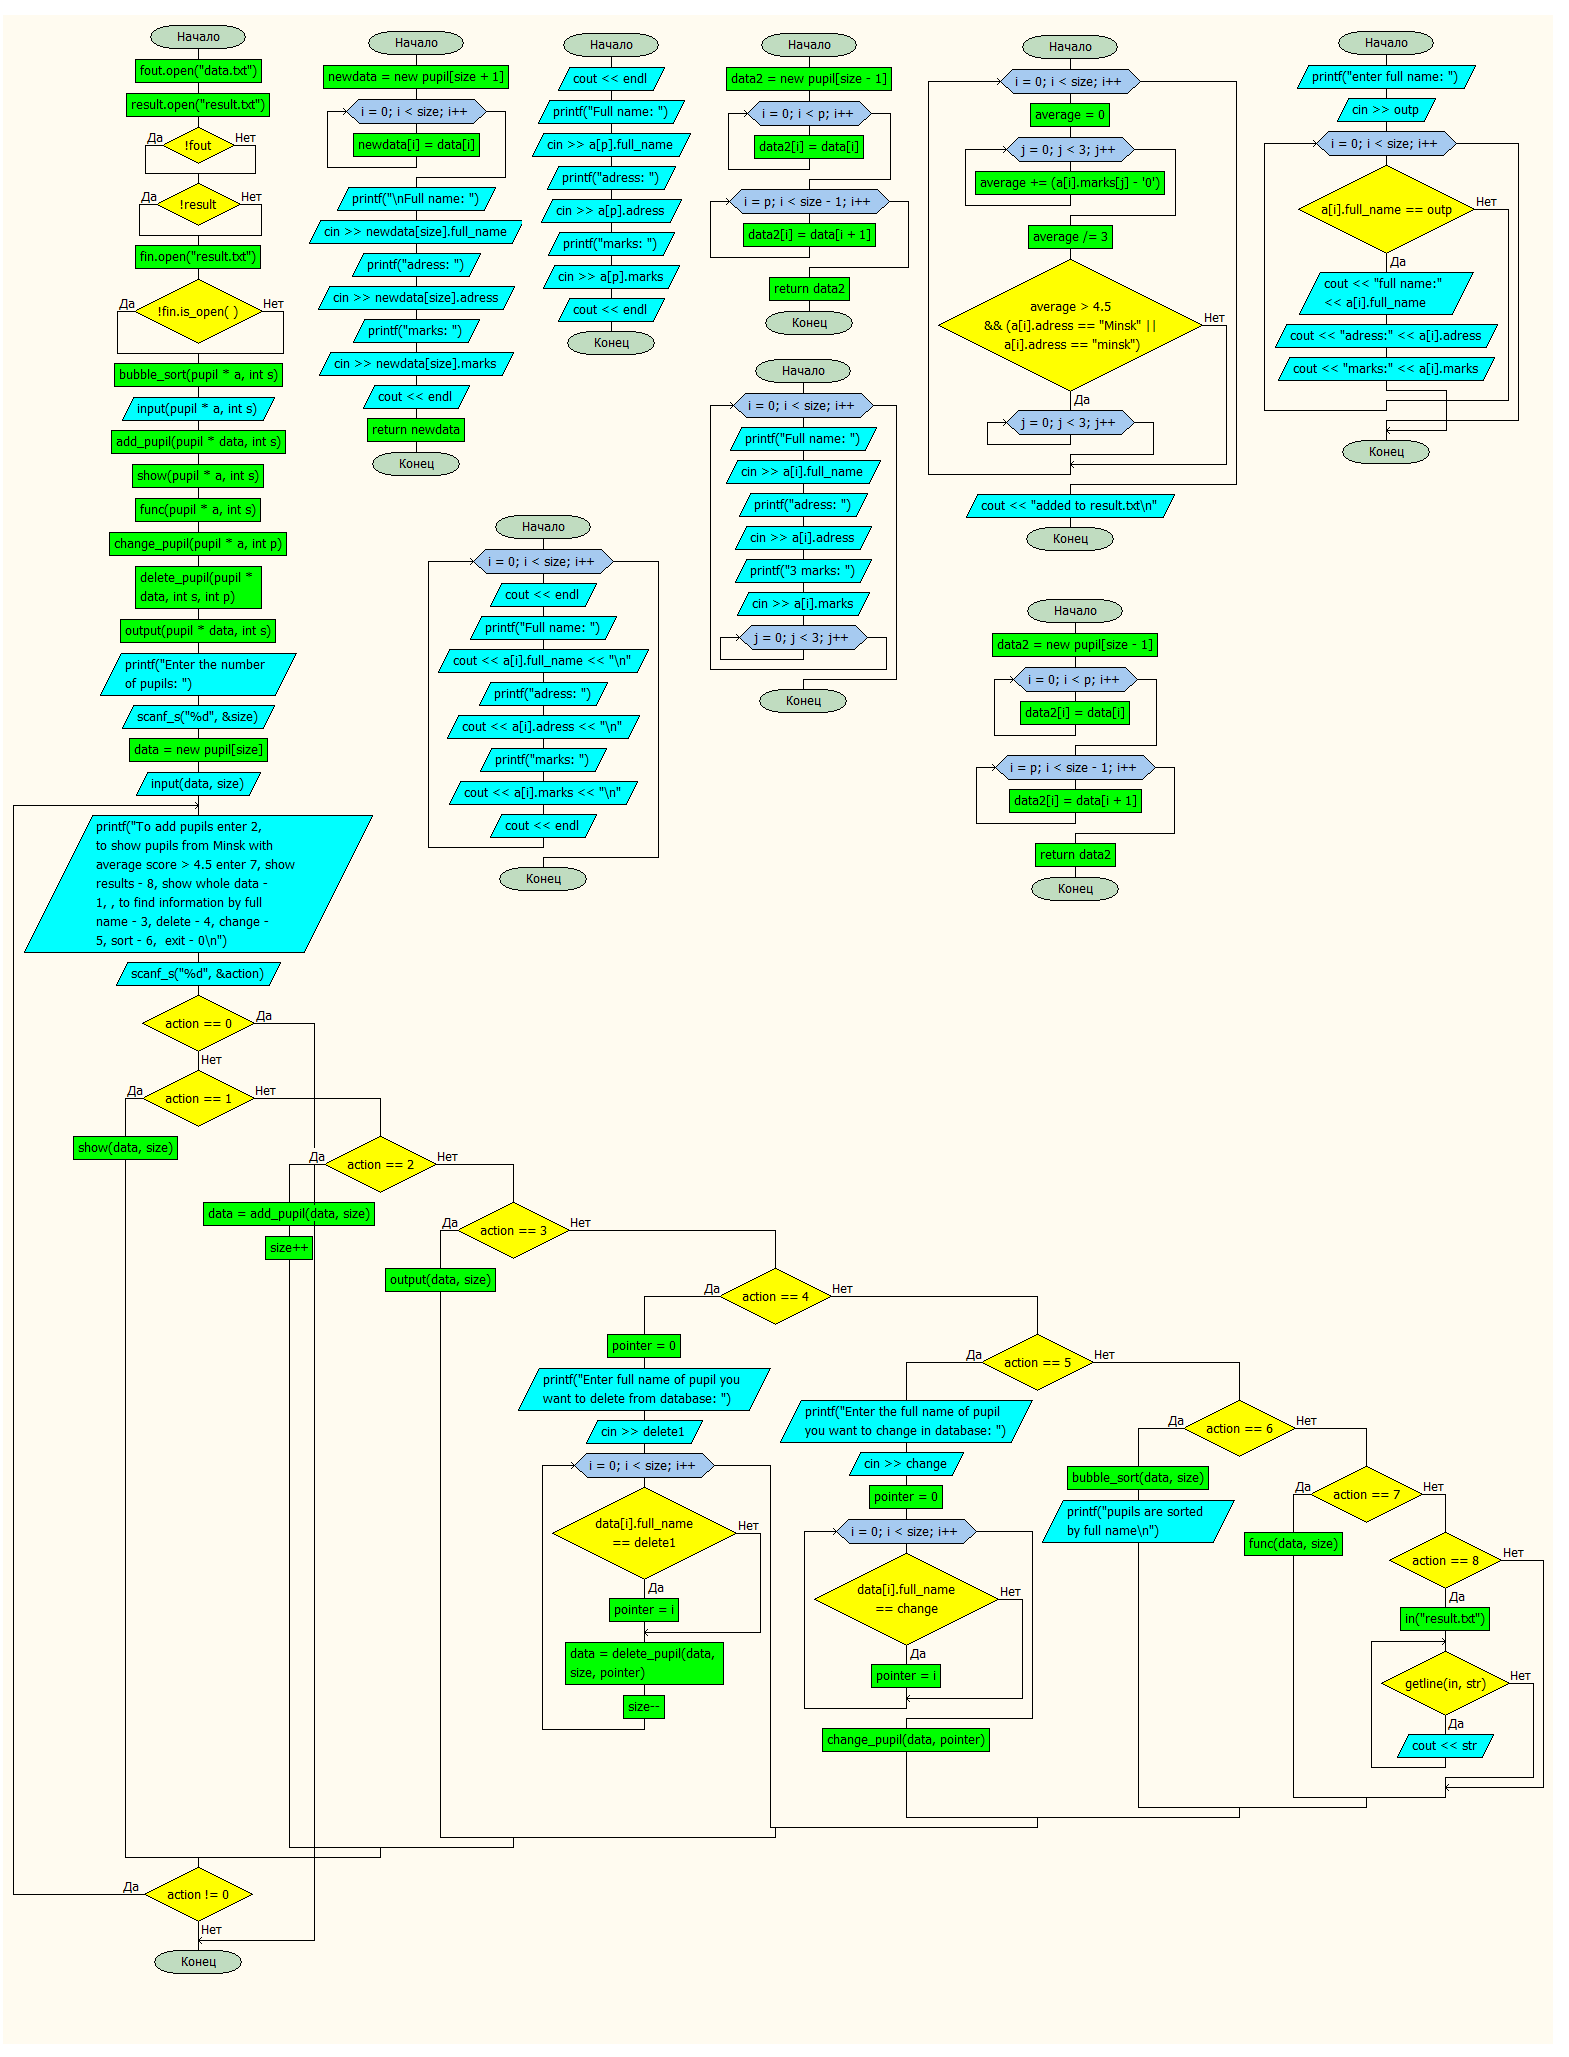 Начало
fout.open("data.txt")
result.open("result.txt")
Да
Нет
!fout
Да
Нет
!result
fin.open("result.txt")
Да
Нет
!fin.is_open( )
bubble_sort(pupil * a, int s)
input(pupil * a, int s)
add_pupil(pupil * data, int s)
show(pupil * a, int s)
func(pupil * a, int s)
change_pupil(pupil * a, int p)
delete_pupil(pupil *
data, int s, int p)
output(pupil * data, int s)
printf("Enter the number
of pupils: ")
scanf_s("%d", &size)
data = new pupil[size]
input(data, size)
printf("To add pupils enter 2,
to show pupils from Minsk with
average score > 4.5 enter 7, show
results - 8, show whole data -
1, , to find information by full
name - 3, delete - 4, change -
5, sort - 6,  exit - 0\n")
scanf_s("%d", &action)
action == 0
Да
Нет
Да
action == 1
Нет
show(data, size)
Да
action == 2
Нет
data = add_pupil(data, size)
size++
Да
action == 3
Нет
output(data, size)
Да
action == 4
Нет
pointer = 0
printf("Enter full name of pupil you
want to delete from database: ")
cin >> delete1
i = 0; i < size; i++
data[i].full_name
== delete1
Нет
Да
pointer = i
data = delete_pupil(data,
size, pointer)
size--
Да
action == 5
Нет
printf("Enter the full name of pupil
you want to change in database: ")
cin >> change
pointer = 0
i = 0; i < size; i++
data[i].full_name
== change
Нет
Да
pointer = i
change_pupil(data, pointer)
Да
action == 6
Нет
bubble_sort(data, size)
printf("pupils are sorted
by full name\n")
Да
action == 7
Нет
func(data, size)
action == 8
Нет
Да
in("result.txt")
getline(in, str)
Нет
Да
cout << str
Да
action != 0
Нет
Конец
Начало
newdata = new pupil[size + 1]
i = 0; i < size; i++
newdata[i] = data[i]
printf("\nFull name: ")
cin >> newdata[size].full_name
printf("adress: ")
cin >> newdata[size].adress
printf("marks: ")
cin >> newdata[size].marks
cout << endl
return newdata
Конец
Начало
cout << endl
printf("Full name: ")
cin >> a[p].full_name
printf("adress: ")
cin >> a[p].adress
printf("marks: ")
cin >> a[p].marks
cout << endl
Конец
Начало
data2 = new pupil[size - 1]
i = 0; i < p; i++
data2[i] = data[i]
i = p; i < size - 1; i++
data2[i] = data[i + 1]
return data2
Конец
Начало
i = 0; i < size; i++
average = 0
j = 0; j < 3; j++
average += (a[i].marks[j] - '0')
average /= 3
average > 4.5
&& (a[i].adress == "Minsk" ||
a[i].adress == "minsk")
Нет
Да
j = 0; j < 3; j++
cout << "added to result.txt\n"
Конец
Начало
printf("enter full name: ")
cin >> outp
i = 0; i < size; i++
a[i].full_name == outp
Нет
Да
cout << "full name:"
<< a[i].full_name
cout << "adress:" << a[i].adress
cout << "marks:" << a[i].marks
Конец
Начало
i = 0; i < size; i++
printf("Full name: ")
cin >> a[i].full_name
printf("adress: ")
cin >> a[i].adress
printf("3 marks: ")
cin >> a[i].marks
j = 0; j < 3; j++
Конец
Начало
i = 0; i < size; i++
cout << endl
printf("Full name: ")
cout << a[i].full_name << "\n"
printf("adress: ")
cout << a[i].adress << "\n"
printf("marks: ")
cout << a[i].marks << "\n"
cout << endl
Конец
Начало
data2 = new pupil[size - 1]
i = 0; i < p; i++
data2[i] = data[i]
i = p; i < size - 1; i++
data2[i] = data[i + 1]
return data2
Конец